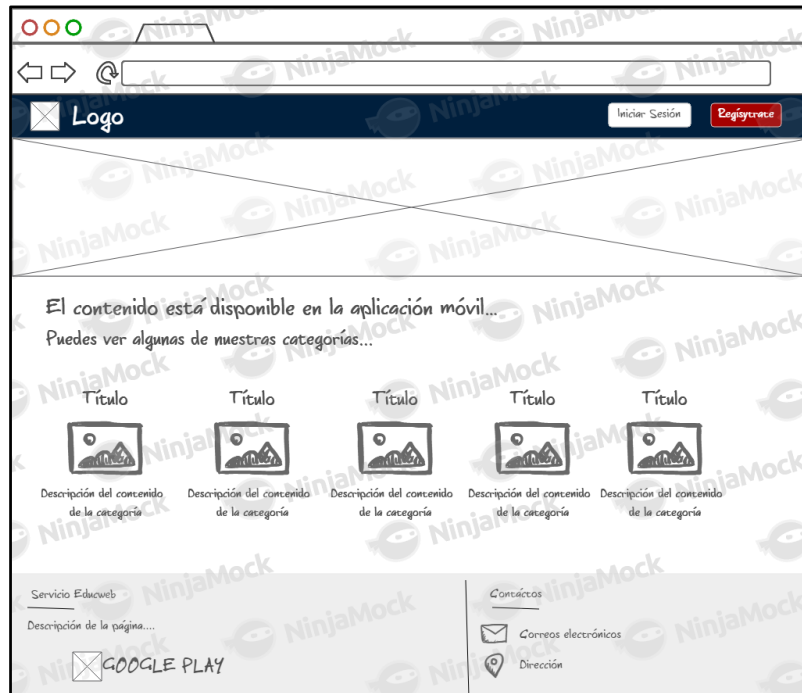 Logo
Iniciar Sesión
Regísytrate
El contenido está disponible en la aplicación móvil...
Puedes ver algunas de nuestras categorías...
Título
Título
Título
Título
Título
Descripción del contenido
de la categoría
Descripción del contenido
de la categoría
Descripción del contenido
de la categoría
Descripción del contenido
de la categoría
Descripción del contenido
de la categoría
Servicio Educweb
Descripción de la página....
GOOGLE PLAY
Contáctos
Correos electrónicos
Dirección
NinjaMock